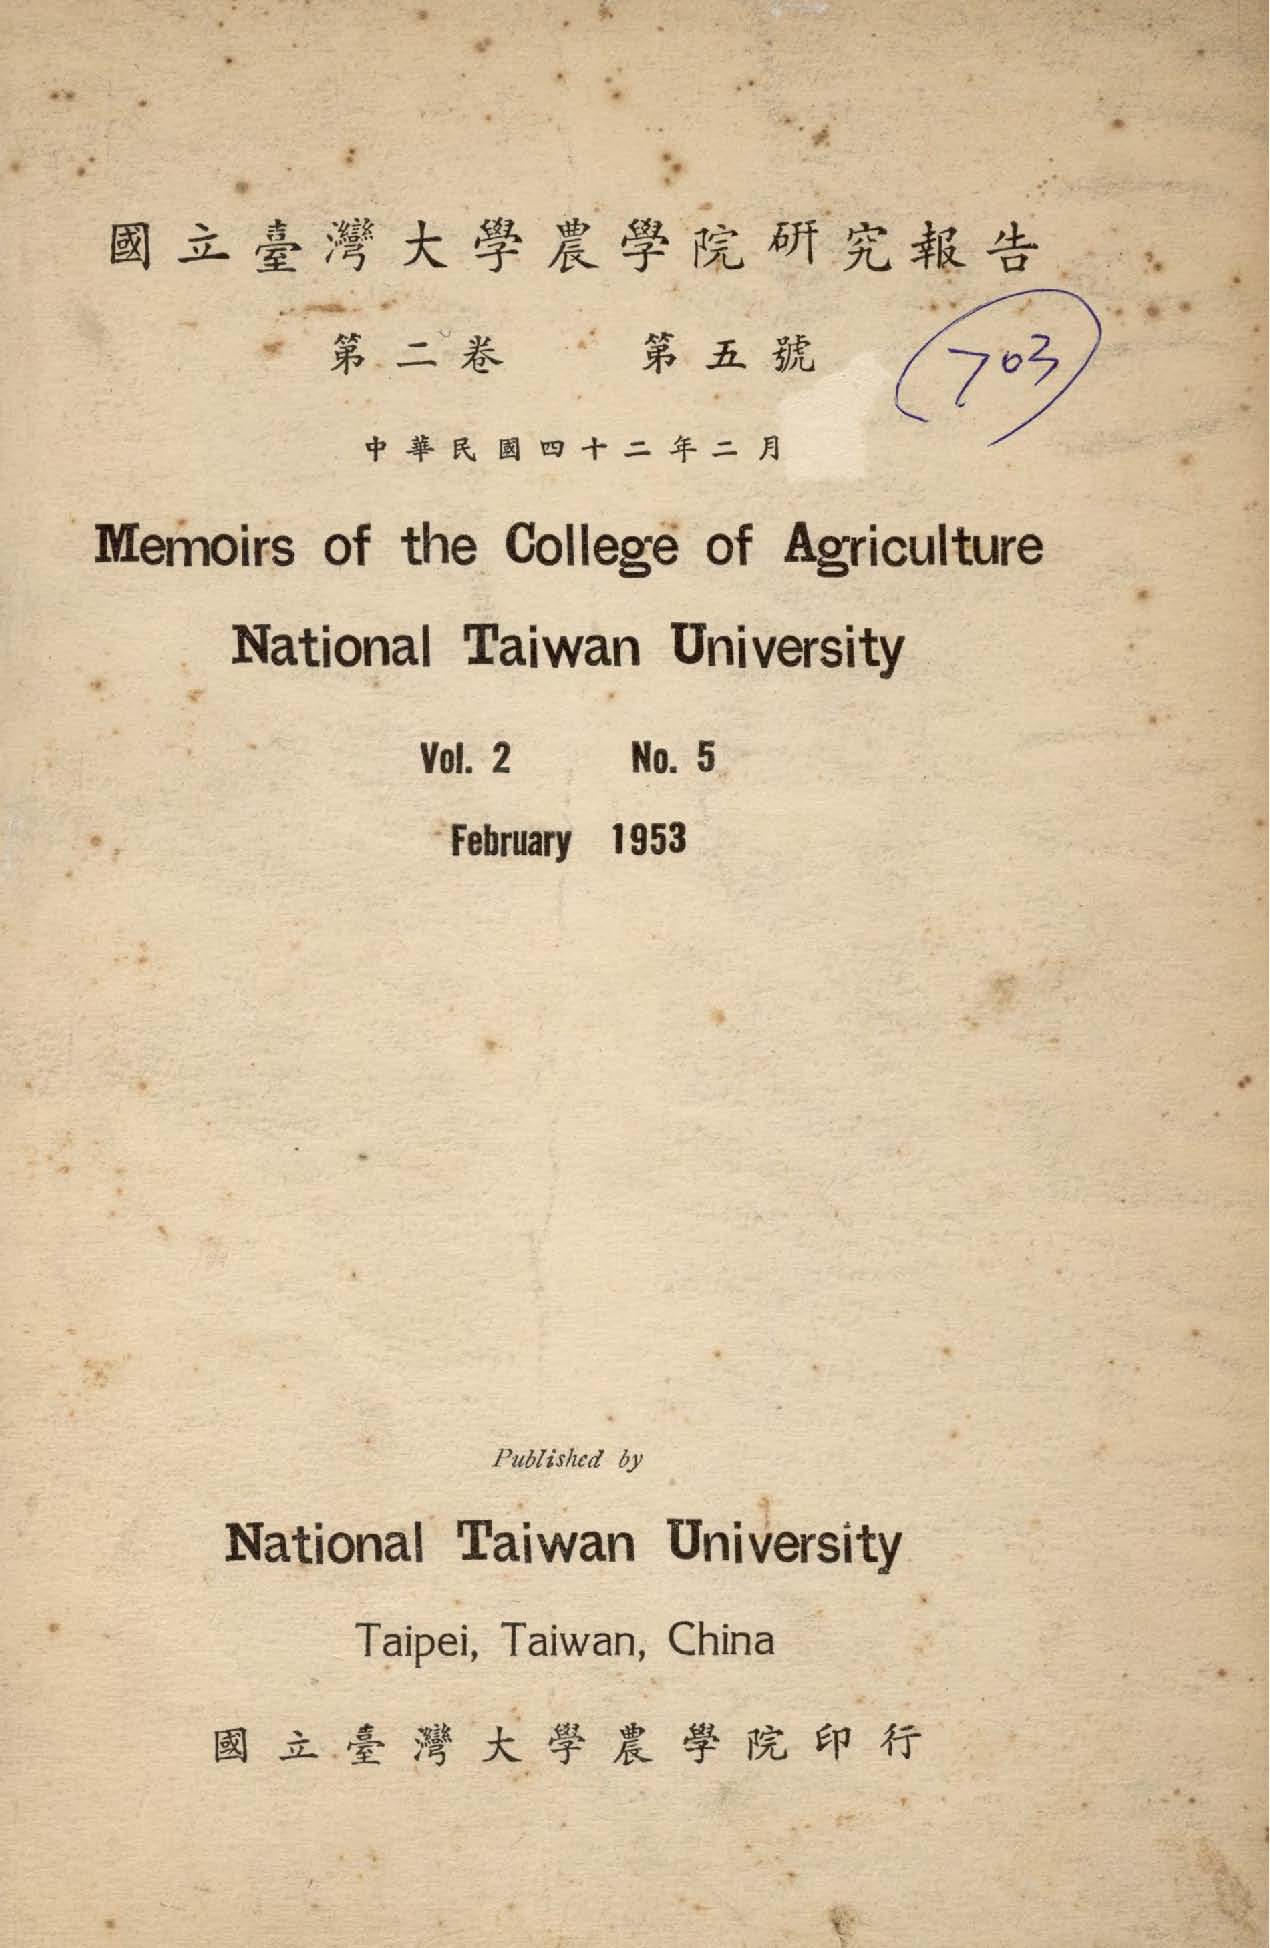 國立臺灣大學農學院研究報告
第二卷 第五號
703
中華民國四十二年二月
Memoirs of the College of Agriculture
National Taiwan University
Vol. 2 No. 5
February 1953
Published by
National Taiwan University
Taipei, Taiwan, China
國立臺灣大學農學院印行